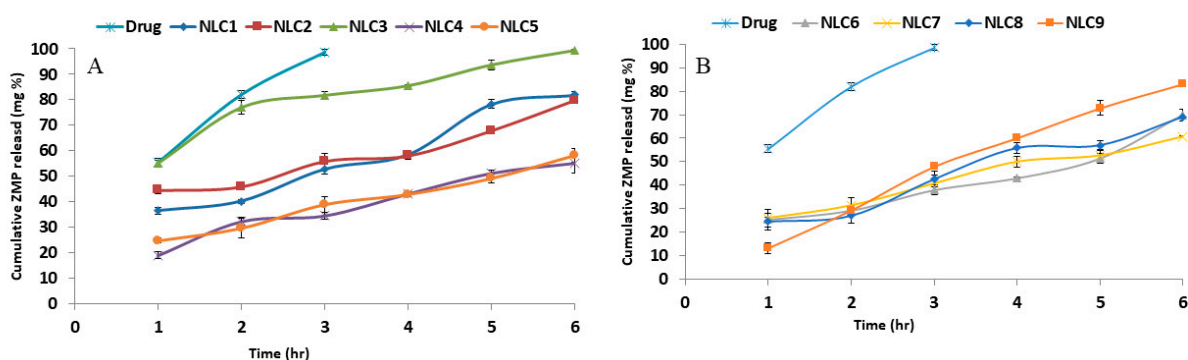 Drug NLC1 NLC2 NLC3 NLC4 NLC5
A
Cumulative ZMP releasd (mg %)
100
90
80
70
60
50
40
30
20
10
0
0 1 2 3 4 5 6
Time (hr)
Drug NLC6 NLC7 NLC8 NLC9
B
Cumulative ZMP releasd (mg %)
100
90
80
70
60
50
40
30
20
10
0
0 1 2 3 4 5 6
Time (hr)